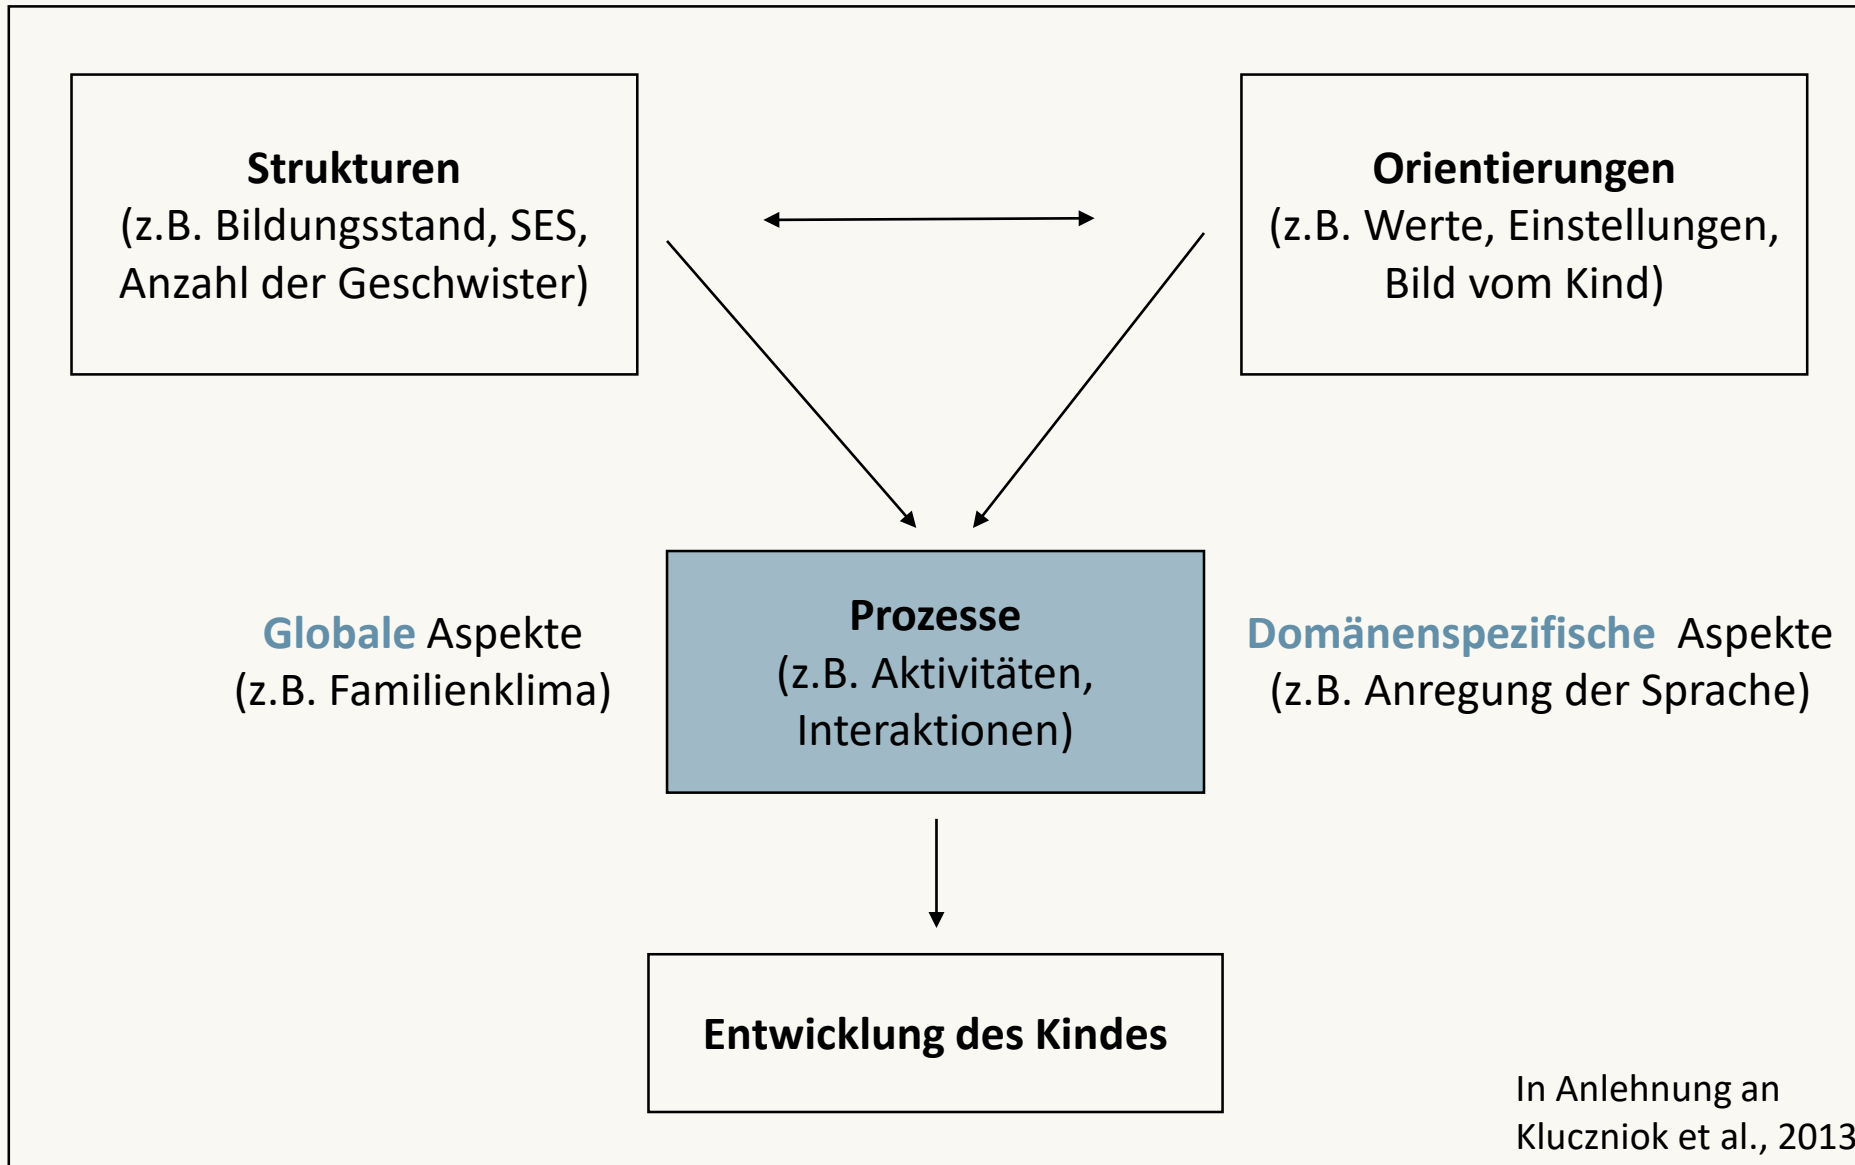 Strukturen
(z.B. Bildungsstand, SES,
Anzahl der Geschwister)
Orientierungen
(z.B. Werte, Einstellungen,
Bild vom Kind)
Globale Aspekte
(z.B. Familienklima)
Prozesse
(z.B. Aktivitäten,
Interaktionen)
Domänenspezifische Aspekte
(z.B. Anregung der Sprache)
Entwicklung des Kindes
In Anlehnung an
Kluczniok et al., 2013